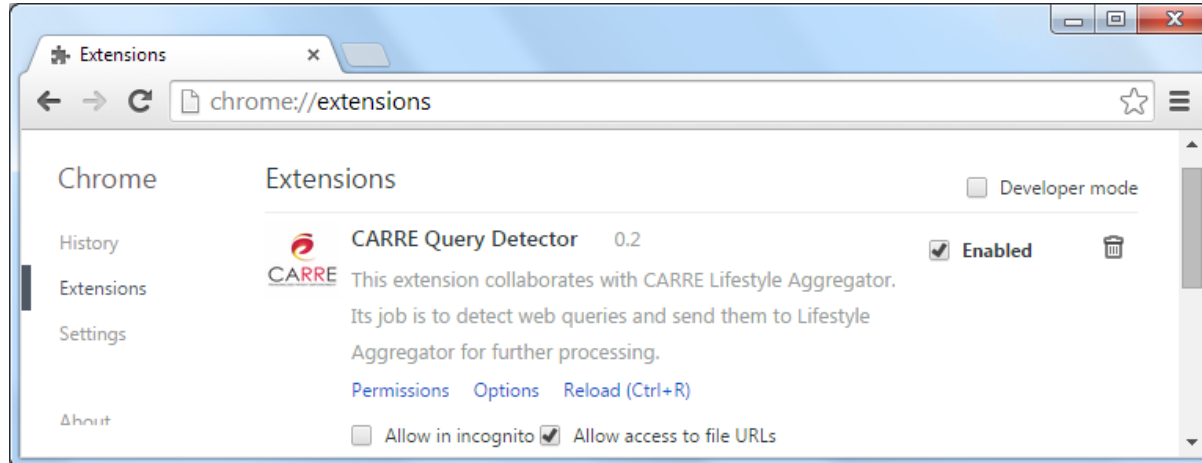 Extensions
chrome://extensions
Chrome
Extensions
Developer mode
History
CARRE Query Detector 0.2
Enabled
CARRE
Extensions
This extension collaborates with CARRE Lifestyle Aggregator.
Its job is to detect web queries and send them to Lifestyle
Settings
Aggregator for further processing.
Permissions Options Reload (Ctrl+R)
About
Allow in incognito Allow access to file URLs